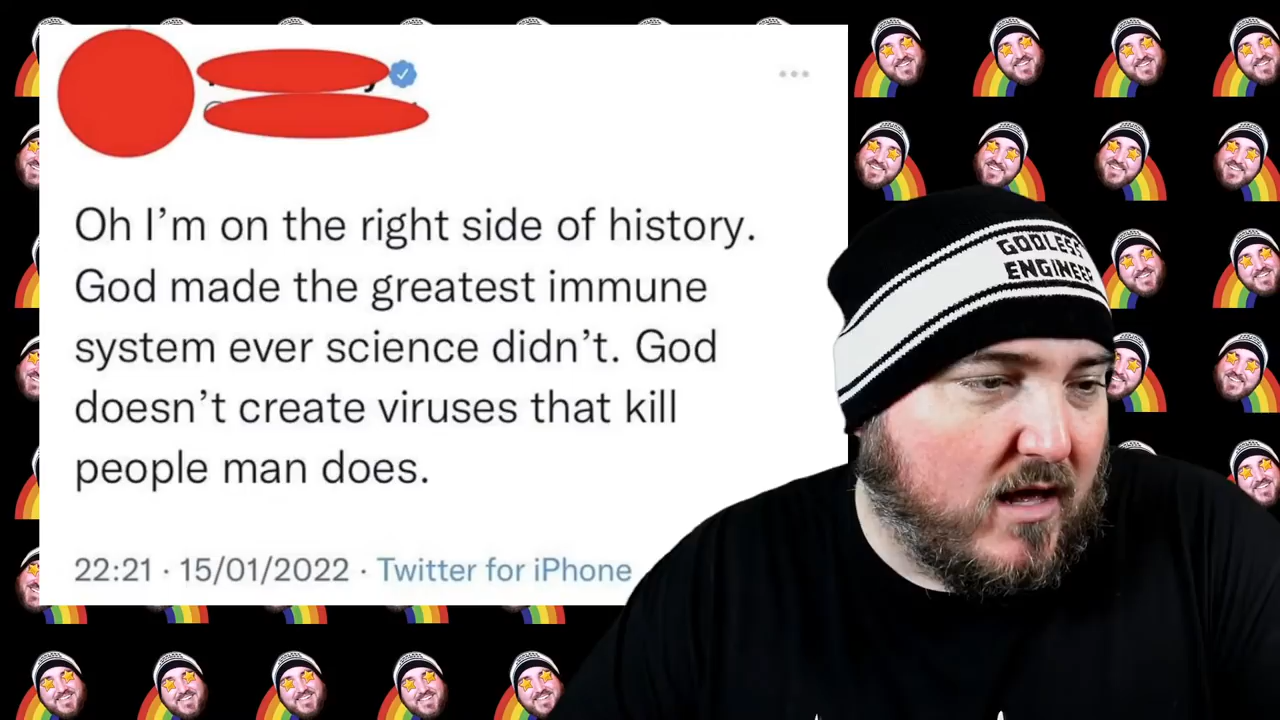 Oh I’m on the right side of history.
God made the greatest immune
system ever science didn’t. God
doesn’t create viruses that kill
people man does.
22:21 · 15/01/2022 · Twitter for iPhone
GODLESS
ENGINEER